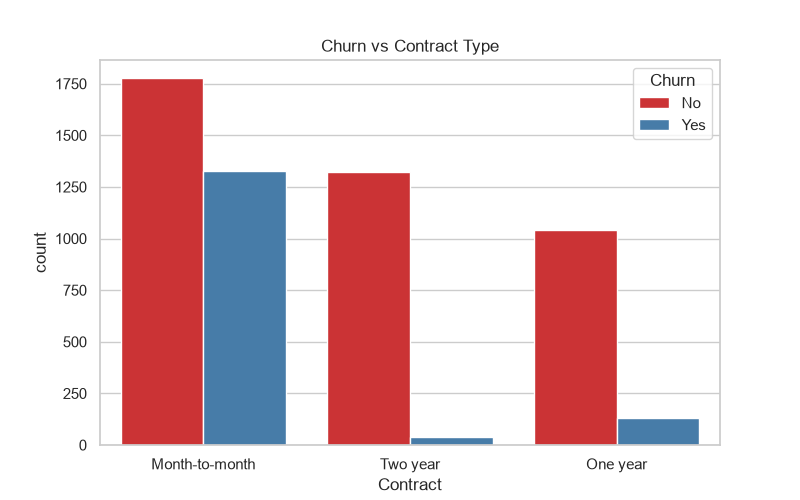 Churn vs Contract Type
Churn
No
Yes
1750
1500
1250
1000
750
500
250
0
count
Month-to-month
Two year
One year
Contract